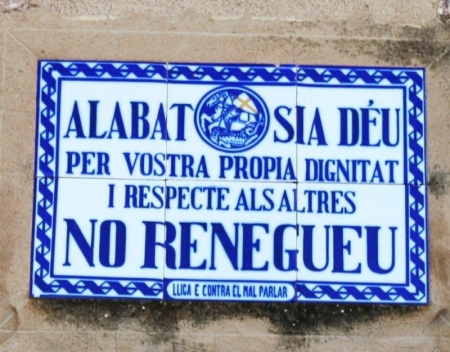 ALABAT SIA DÉU
PER VOSTRA PROPIA DIGNITAT
I RESPECTE ALS ALTRES
NO RENEGUEU
LLIGA E CONTRA EL MAL PARLAR